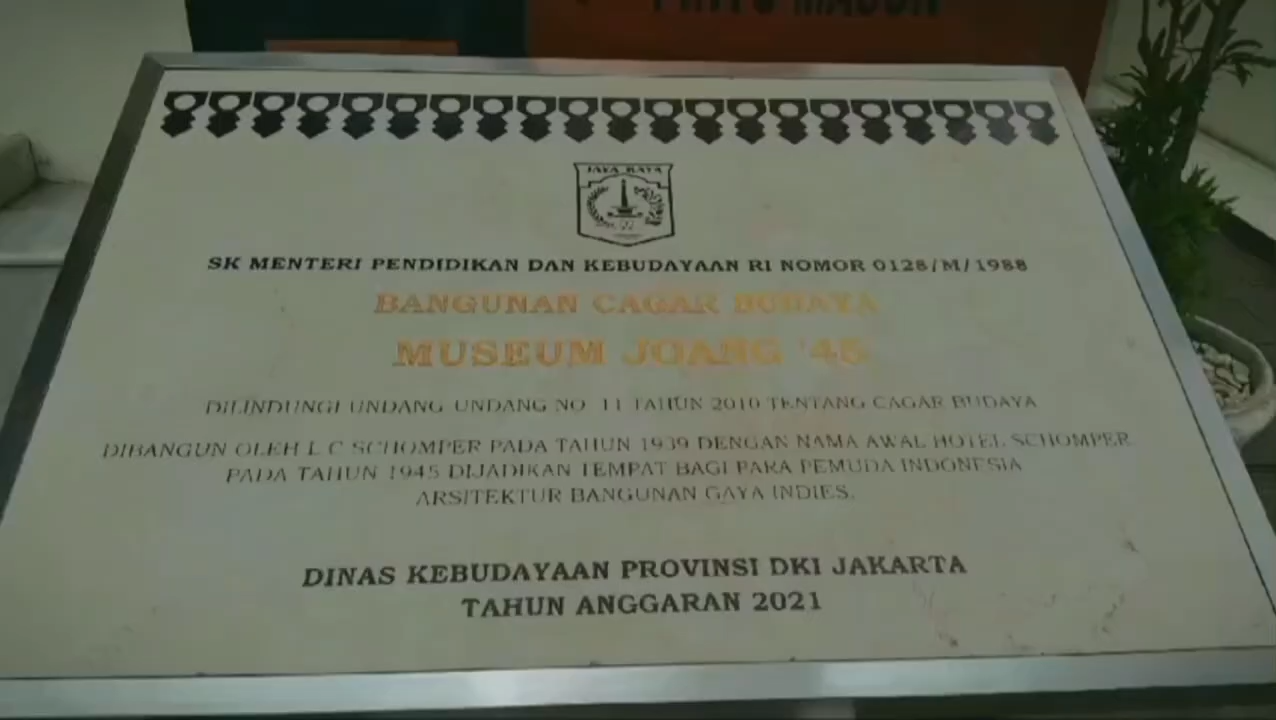 PINTU MASUK
JAYA RAYA
SK MENTERI PENDIDIKAN DAN KEBUDAYAAN RI NOMOR 0128/M/1988
BANGUNAN CAGAR BUDAYA
MUSEUM JOANG '45
DILINDUNGI UNDANG UNDANG NO 11 TAHUN 2010 TENTANG CAGAR BUDAYA
DIBANGUN OLEH L C SCHOMPER PADA TAHUN 1939 DENGAN NAMA AWAL HOTEL SCHOMPER
PADA TAHUN 1945 DIJADIKAN TEMPAT BAGI PARA PEMUDA INDONESIA
ARSITEKTUR BANGUNAN GAYA INDIES.
DINAS KEBUDAYAAN PROVINSI DKI JAKARTA
TAHUN ANGGARAN 2021